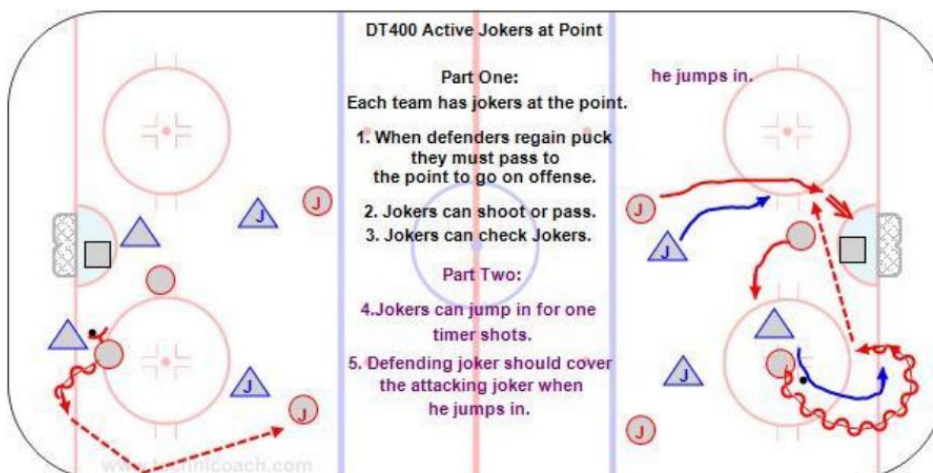 DT400 Active Jokers at Point
Part One:
Each team has jokers at the point.
1. When defenders regain puck
they must pass to
the point to go on offense.
2. Jokers can shoot or pass.
3. Jokers can check Jokers.
Part Two:
4.Jokers can jump in for one
timer shots.
5. Defending joker should cover
the attacking joker when
he jumps in.
he jumps in.
J
J
J
J
J
J
J
J
www.technicoach.com